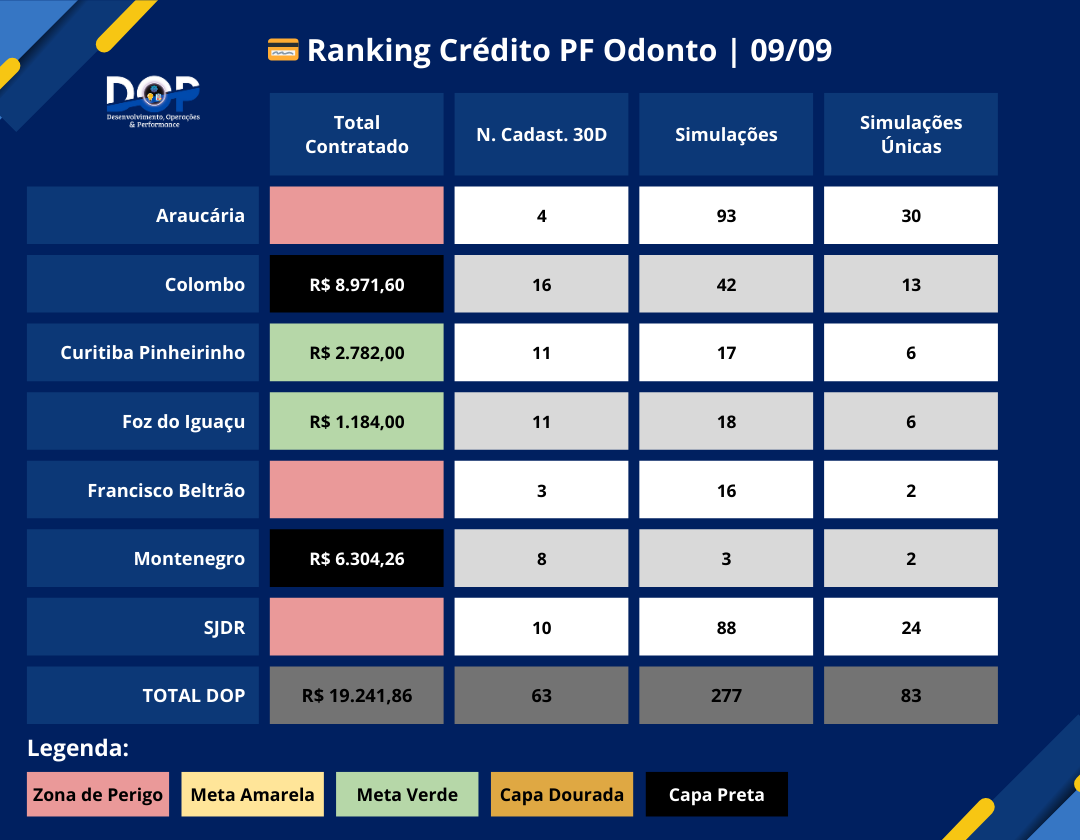 💳 Ranking Crédito PF Odonto | 09/09
DOP
Desenvolvimento, Operações
& Performance
Total
Contratado
N. Cadast. 30D
Simulações
Simulações
Únicas
Araucária 4 93 30
Colombo R$ 8.971,60 16 42 13
Curitiba Pinheirinho R$ 2.782,00 11 17 6
Foz do Iguaçu R$ 1.184,00 11 18 6
Francisco Beltrão 3 16 2
Montenegro R$ 6.304,26 8 3 2
SJDR 10 88 24
TOTAL DOP R$ 19.241,86 63 277 83
Legenda:
Zona de Perigo Meta Amarela Meta Verde Capa Dourada Capa Preta